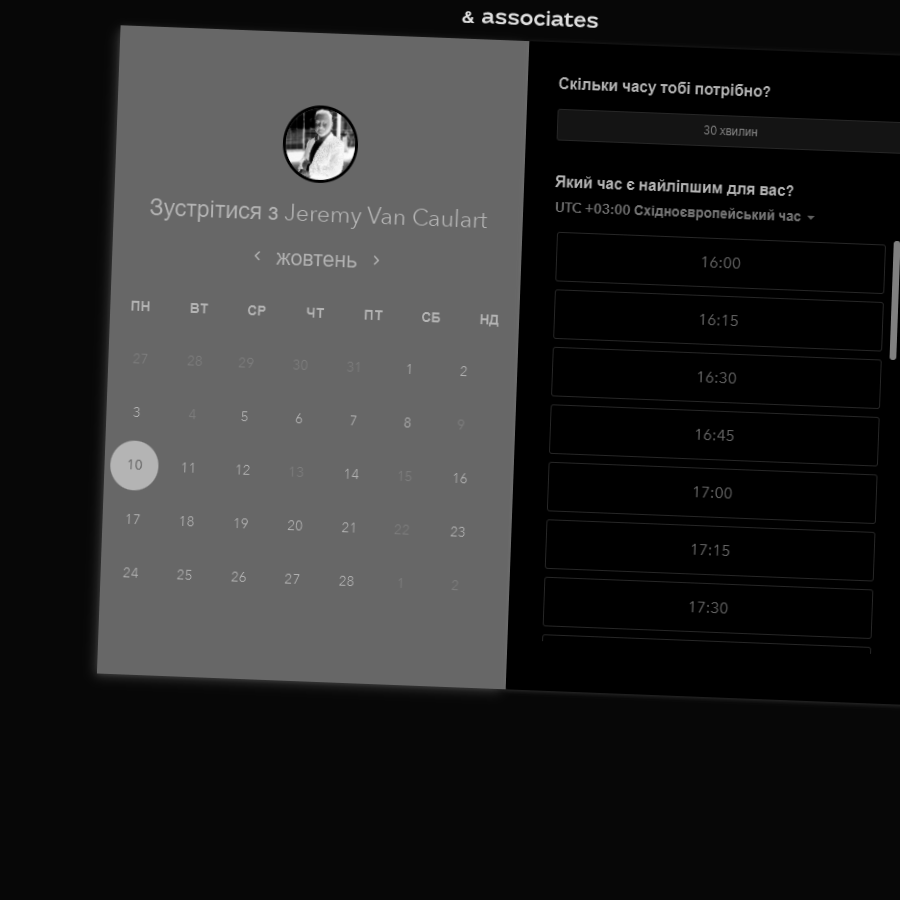 & associates
Зустрітися з Jeremy Van Caulart
‹ жовтень ›
ПН ВТ СР ЧТ ПТ СБ НД
27 28 29 30 31 1 2
3 4 5 6 7 8 9
10 11 12 13 14 15 16
17 18 19 20 21 22 23
24 25 26 27 28 1 2
Скільки часу тобі потрібно?
30 хвилин
Який час є найліпшим для вас?
UTC +03:00 Східноєвропейський час
16:00
16:15
16:30
16:45
17:00
17:15
17:30